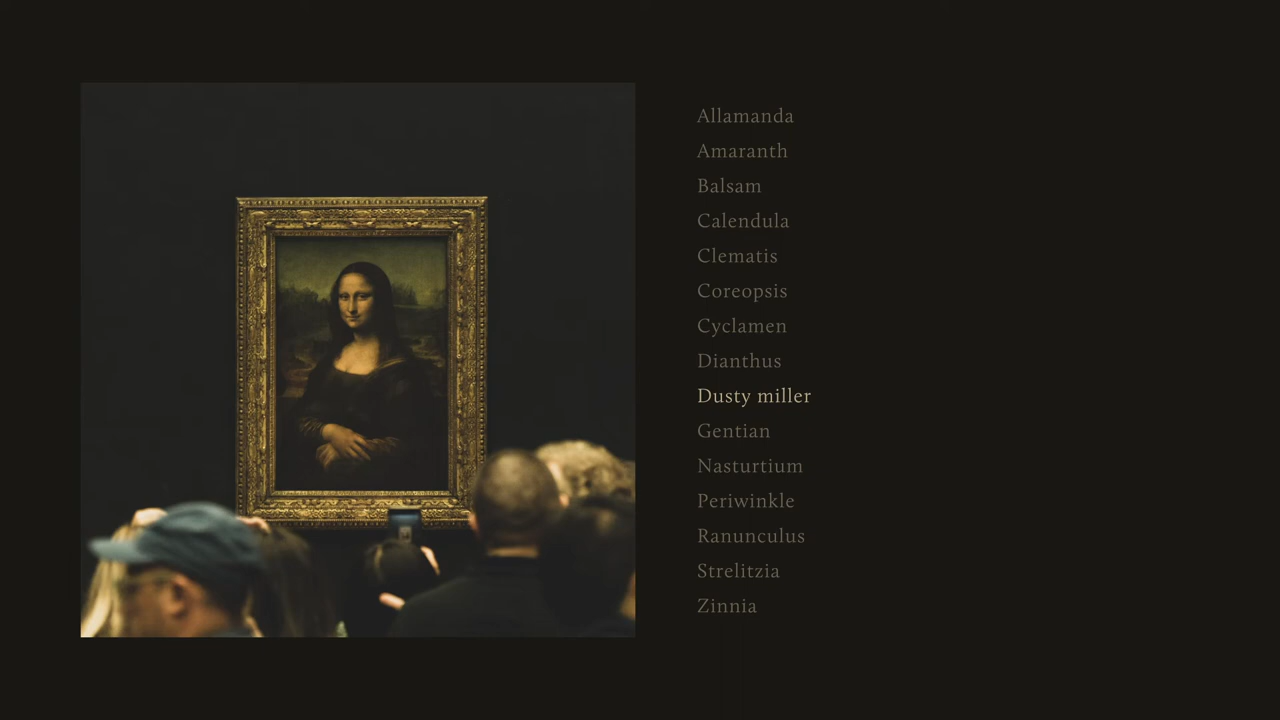 Allamanda
Amaranth
Balsam
Calendula
Clematis
Coreopsis
Cyclamen
Dianthus
Dusty miller
Gentian
Nasturtium
Periwinkle
Ranunculus
Strelitzia
Zinnia